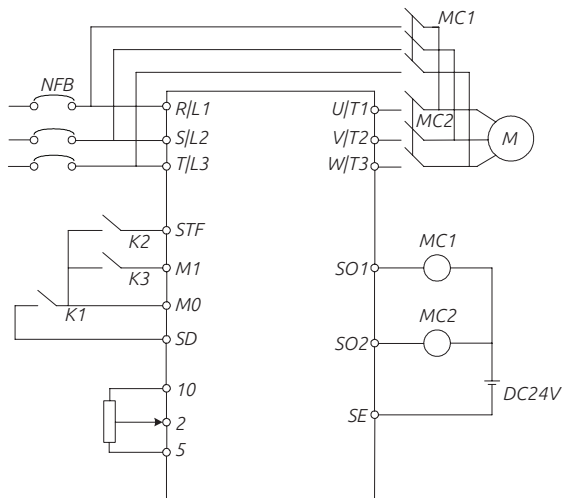 MC1
NFB
R/L1
U/T1
MC2
S/L2
V/T2
M
T/L3
W/T3
STF
K2
MC1
M1
SO1
K3
M0
K1
MC2
SD
SO2
10
DC24V
2
SE
5